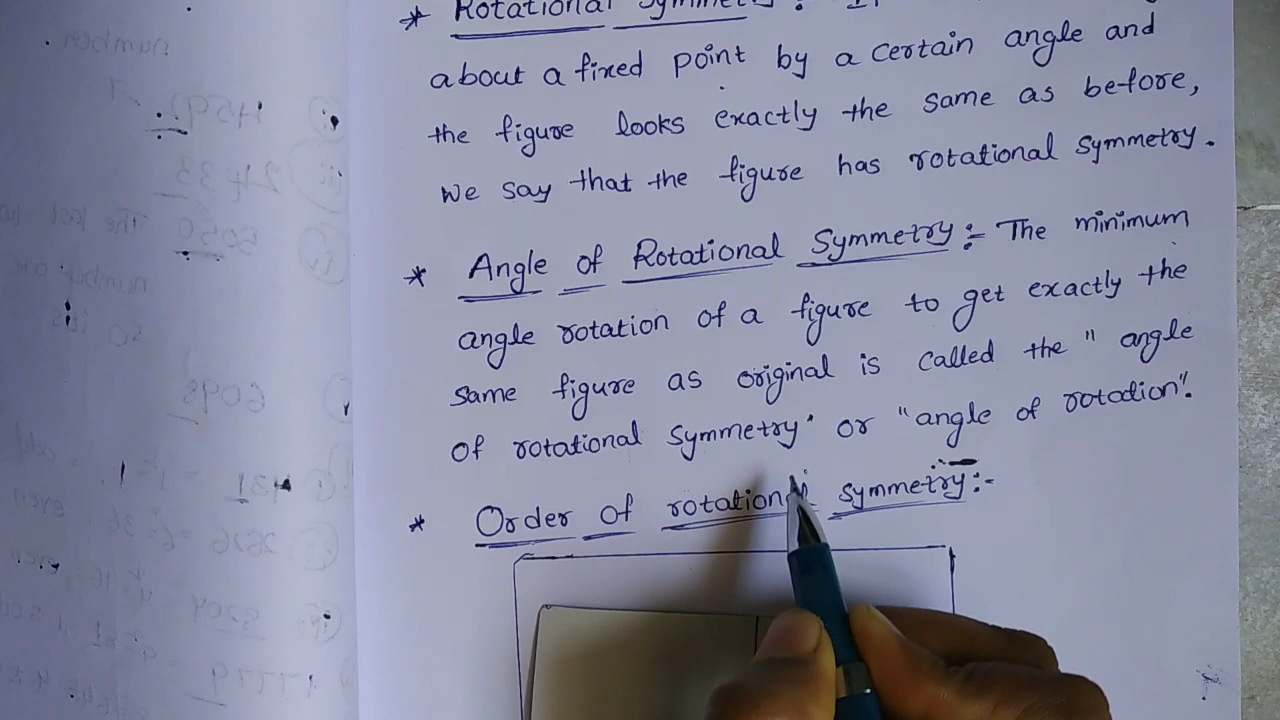 * Rotational Symmetry : If
about a fixed point by a certain angle and
the figure looks exactly the same as before,
we say that the figure has rotational symmetry.
* Angle of Rotational Symmetry :- The minimum
angle rotation of a figure to get exactly the
same figure as original is called the " angle
of rotational symmetry" or "angle of rotation".
* Order of rotational symmetry :-